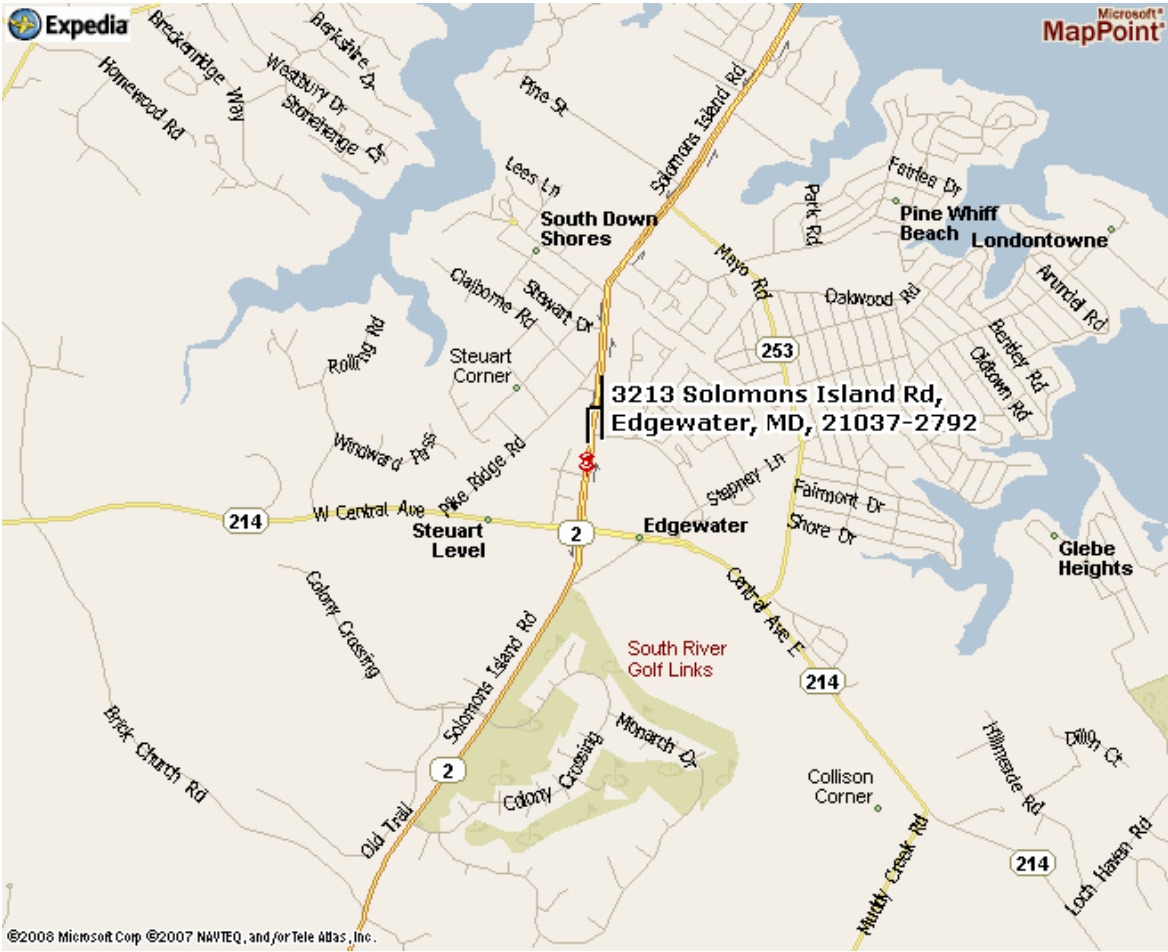 Expedia
Microsoft®
MapPoint®
Breckenridge Way
Berkshire Dr
Homewood Rd
Westbury Dr
Stonehenge Dr
Pine St
Solomons Island Rd
Lees Ln
South Down
Shores
Park Rd
Fairlea Dr
Pine Whiff
Beach
Londontowne
Mayo Rd
Claiborne Rd
Stewart Dr
Oakwood Rd
Arundel Rd
Rolling Rd
Steuart
Corner
253
Bentley Rd
Oldtown Rd
3213 Solomons Island Rd,
Edgewater, MD, 21037-2792
Windward Pass
Pike Ridge Rd
Stepney Ln
214
W Central Ave
Steuart
Level
2
Edgewater
Fairmont Dr
Shore Dr
Glebe
Heights
Colony Crossing
Central Ave E
Solomons Island Rd
South River
Golf Links
214
Brick Church Rd
2
Monarch Dr
Colony Crossing
Hillmeade Rd
Dillon Ct
Collison
Corner
Old Trail
Muddy Creek Rd
214
Loch Haven Rd
©2008 Microsoft Corp ©2007 NAVTEQ, and/or Tele Atlas, Inc.